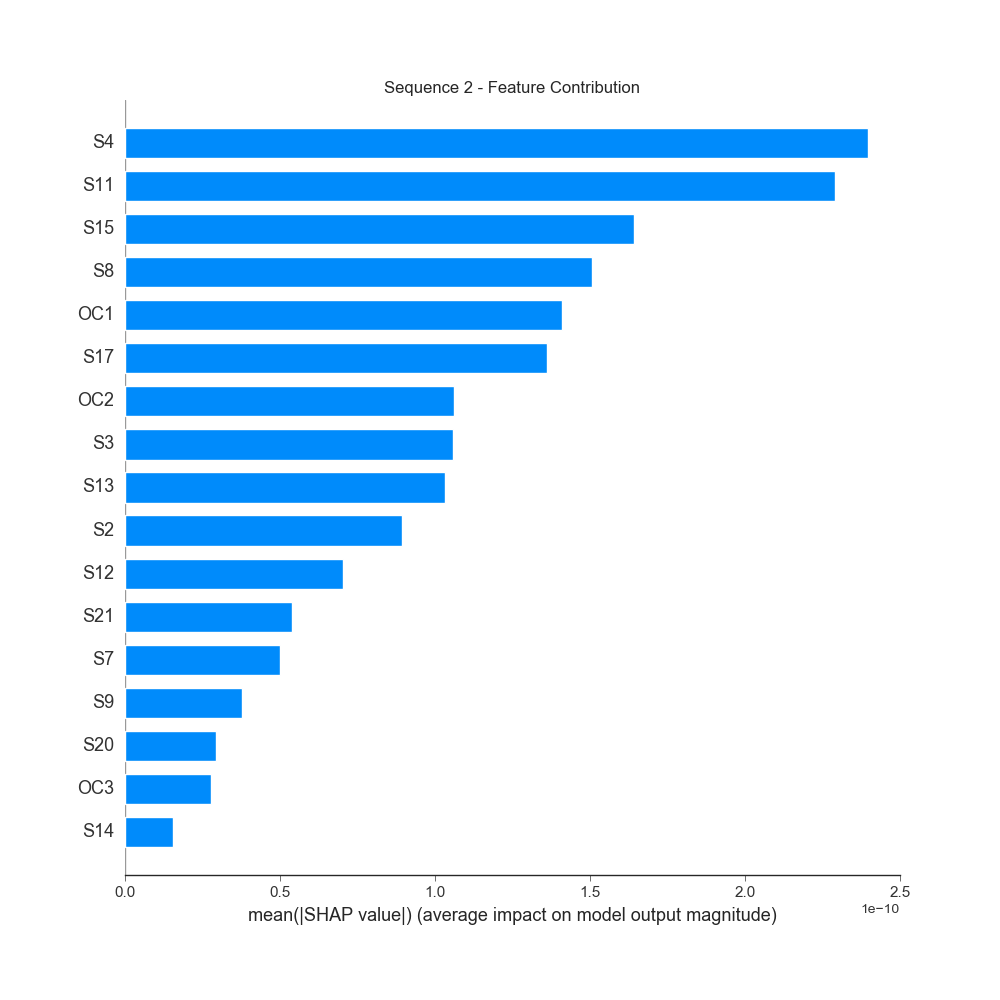 Sequence 2 - Feature Contribution
S4
S11
S15
S8
OC1
S17
OC2
S3
S13
S2
S12
S21
S7
S9
S20
OC3
S14
0.0 0.5 1.0 1.5 2.0 2.5
1e−10
mean(|SHAP value|) (average impact on model output magnitude)